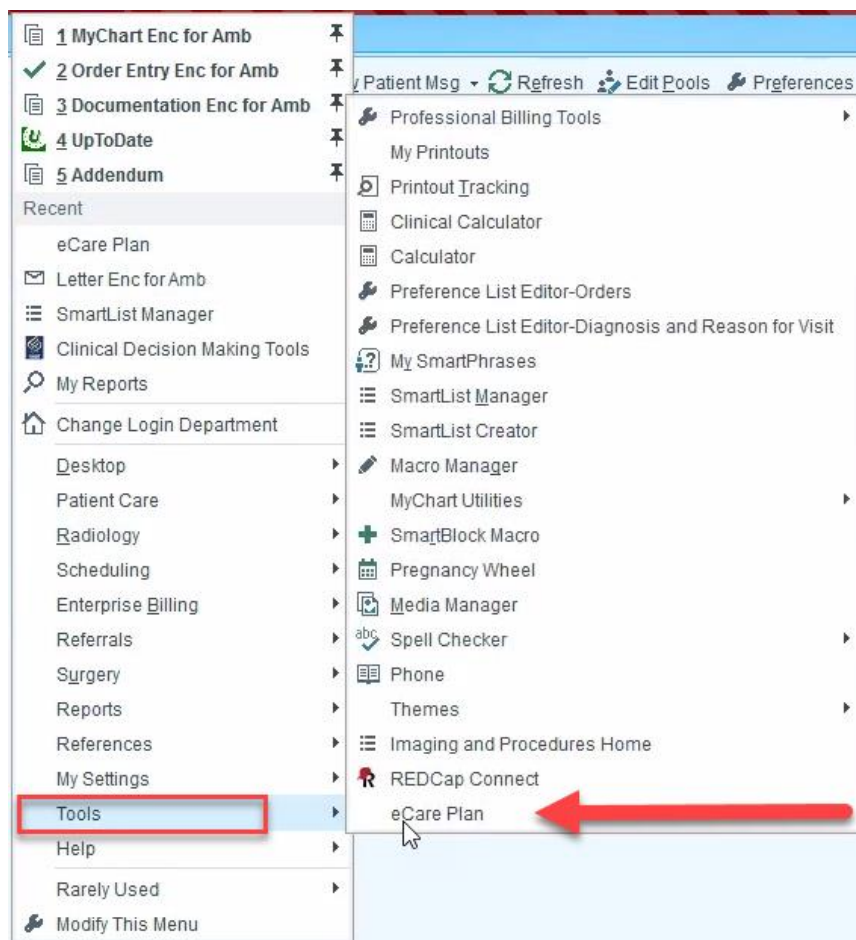 1 MyChart Enc for Amb
2 Order Entry Enc for Amb
3 Documentation Enc for Amb
4 UpToDate
5 Addendum
Recent
eCare Plan
Letter Enc for Amb
SmartList Manager
Clinical Decision Making Tools
My Reports
Change Login Department
Desktop
Patient Care
Radiology
Scheduling
Enterprise Billing
Referrals
Surgery
Reports
References
My Settings
Tools
Help
Rarely Used
Modify This Menu
y Patient Msg Refresh Edit Pools Preferences
Professional Billing Tools
My Printouts
Printout Tracking
Clinical Calculator
Calculator
Preference List Editor-Orders
Preference List Editor-Diagnosis and Reason for Visit
My SmartPhrases
SmartList Manager
SmartList Creator
Macro Manager
MyChart Utilities
SmartBlock Macro
Pregnancy Wheel
Media Manager
abc Spell Checker
Phone
Themes
Imaging and Procedures Home
REDCap Connect
eCare Plan